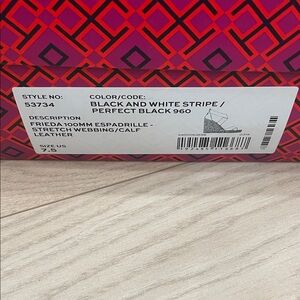 STYLE NO: COLOR/CODE:
53734 BLACK AND WHITE STRIPE /
PERFECT BLACK 960
DESCRIPTION
FRIEDA 100MM ESPADRILLE -
STRETCH WEBBING/CALF
LEATHER
SIZE US
7.5